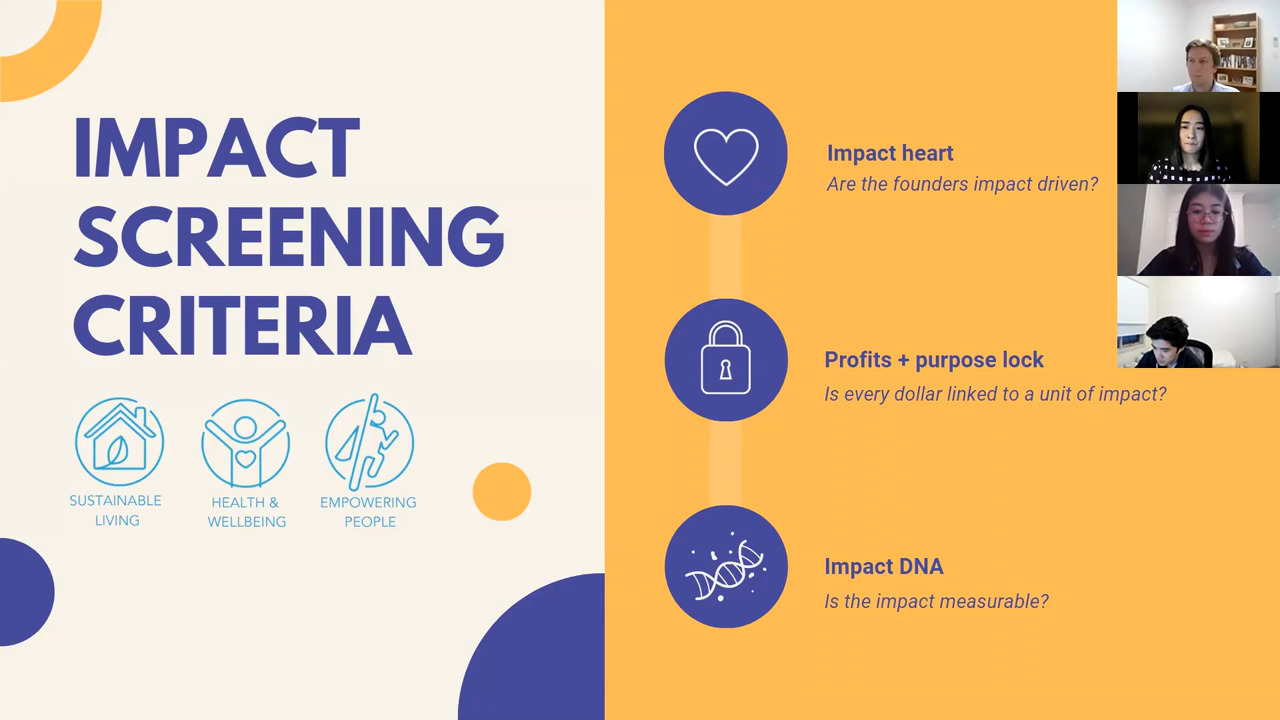 IMPACT
SCREENING
CRITERIA
SUSTAINABLE
LIVING
HEALTH &
WELLBEING
EMPOWERING
PEOPLE
Impact heart
Are the founders impact driven?
Profits + purpose lock
Is every dollar linked to a unit of impact?
Impact DNA
Is the impact measurable?